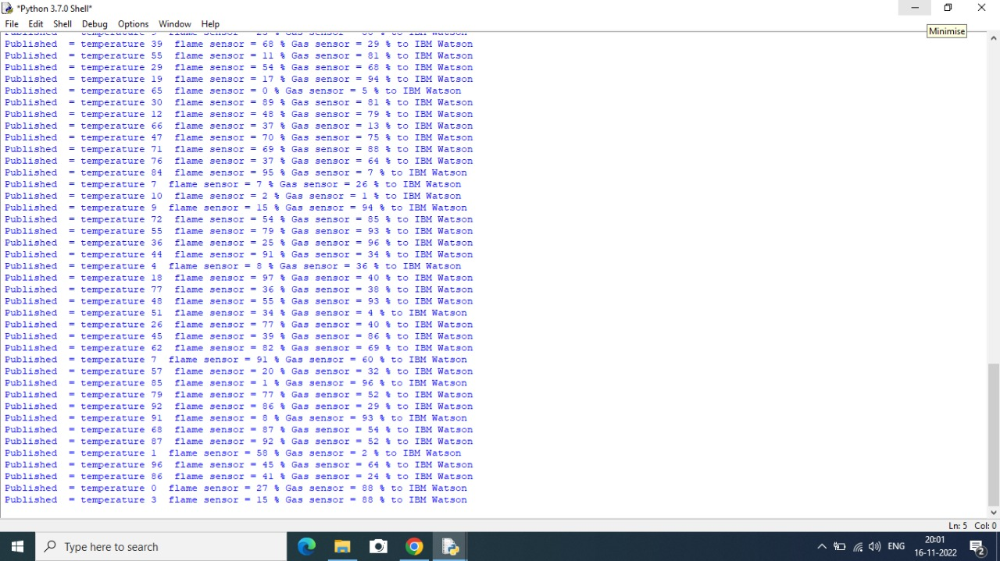 *Python 3.7.0 Shell*
File Edit Shell Debug Options Window Help
Minimise
Published = temperature 39 flame sensor = 68 % Gas sensor = 29 % to IBM Watson
Published = temperature 55 flame sensor = 11 % Gas sensor = 81 % to IBM Watson
Published = temperature 29 flame sensor = 54 % Gas sensor = 68 % to IBM Watson
Published = temperature 19 flame sensor = 17 % Gas sensor = 94 % to IBM Watson
Published = temperature 65 flame sensor = 0 % Gas sensor = 5 % to IBM Watson
Published = temperature 30 flame sensor = 89 % Gas sensor = 81 % to IBM Watson
Published = temperature 12 flame sensor = 48 % Gas sensor = 79 % to IBM Watson
Published = temperature 66 flame sensor = 37 % Gas sensor = 13 % to IBM Watson
Published = temperature 47 flame sensor = 70 % Gas sensor = 75 % to IBM Watson
Published = temperature 71 flame sensor = 69 % Gas sensor = 88 % to IBM Watson
Published = temperature 76 flame sensor = 37 % Gas sensor = 64 % to IBM Watson
Published = temperature 84 flame sensor = 95 % Gas sensor = 7 % to IBM Watson
Published = temperature 7 flame sensor = 7 % Gas sensor = 26 % to IBM Watson
Published = temperature 10 flame sensor = 2 % Gas sensor = 1 % to IBM Watson
Published = temperature 9 flame sensor = 15 % Gas sensor = 94 % to IBM Watson
Published = temperature 72 flame sensor = 54 % Gas sensor = 85 % to IBM Watson
Published = temperature 55 flame sensor = 79 % Gas sensor = 93 % to IBM Watson
Published = temperature 36 flame sensor = 25 % Gas sensor = 96 % to IBM Watson
Published = temperature 44 flame sensor = 91 % Gas sensor = 34 % to IBM Watson
Published = temperature 4 flame sensor = 8 % Gas sensor = 36 % to IBM Watson
Published = temperature 18 flame sensor = 97 % Gas sensor = 40 % to IBM Watson
Published = temperature 77 flame sensor = 36 % Gas sensor = 38 % to IBM Watson
Published = temperature 48 flame sensor = 55 % Gas sensor = 93 % to IBM Watson
Published = temperature 51 flame sensor = 34 % Gas sensor = 4 % to IBM Watson
Published = temperature 26 flame sensor = 77 % Gas sensor = 40 % to IBM Watson
Published = temperature 45 flame sensor = 39 % Gas sensor = 86 % to IBM Watson
Published = temperature 62 flame sensor = 82 % Gas sensor = 69 % to IBM Watson
Published = temperature 7 flame sensor = 91 % Gas sensor = 60 % to IBM Watson
Published = temperature 57 flame sensor = 20 % Gas sensor = 32 % to IBM Watson
Published = temperature 85 flame sensor = 1 % Gas sensor = 96 % to IBM Watson
Published = temperature 79 flame sensor = 77 % Gas sensor = 52 % to IBM Watson
Published = temperature 92 flame sensor = 86 % Gas sensor = 29 % to IBM Watson
Published = temperature 91 flame sensor = 8 % Gas sensor = 93 % to IBM Watson
Published = temperature 68 flame sensor = 87 % Gas sensor = 54 % to IBM Watson
Published = temperature 87 flame sensor = 92 % Gas sensor = 52 % to IBM Watson
Published = temperature 1 flame sensor = 58 % Gas sensor = 2 % to IBM Watson
Published = temperature 96 flame sensor = 45 % Gas sensor = 64 % to IBM Watson
Published = temperature 86 flame sensor = 41 % Gas sensor = 24 % to IBM Watson
Published = temperature 0 flame sensor = 27 % Gas sensor = 88 % to IBM Watson
Published = temperature 3 flame sensor = 15 % Gas sensor = 88 % to IBM Watson
Ln: 5 Col: 0
Type here to search
ENG
20:01
16-11-2022
2